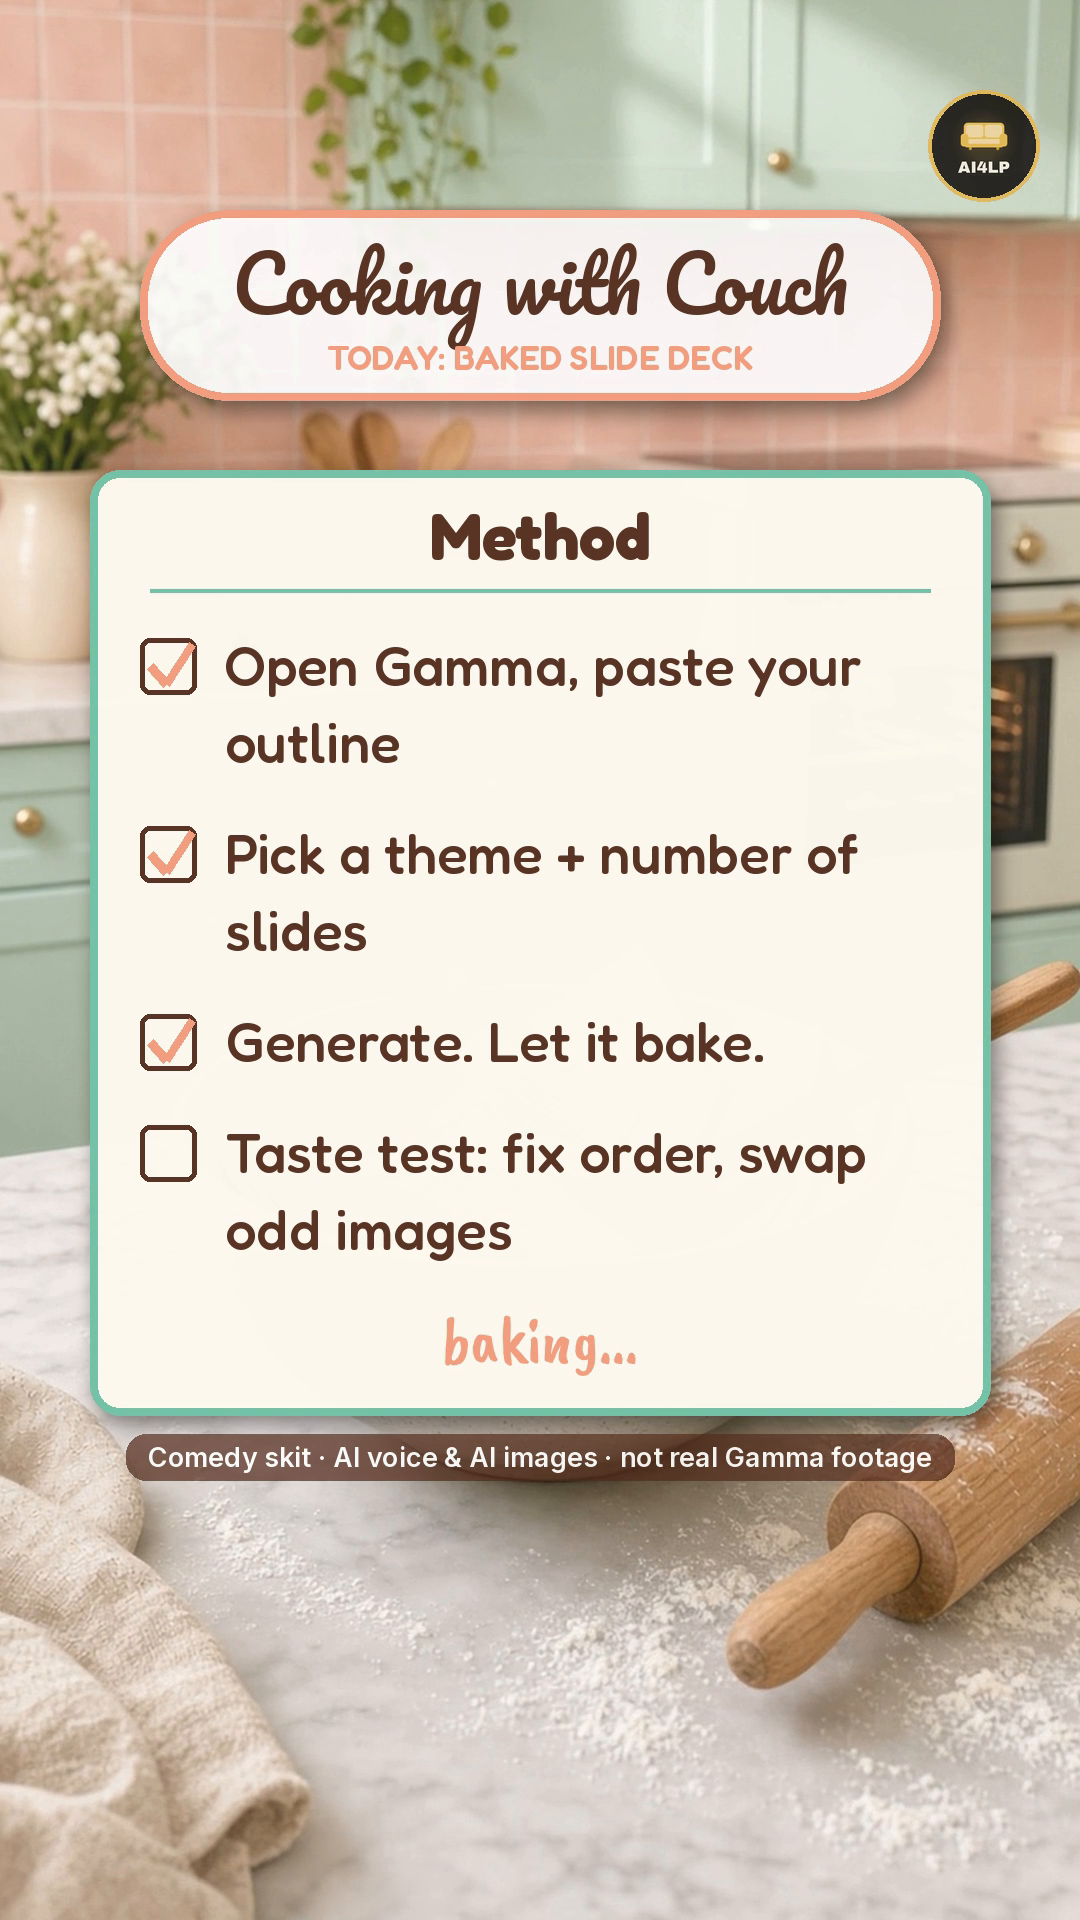 AI4LP
Cooking with Couch
TODAY: BAKED SLIDE DECK
Method
Open Gamma, paste your
outline
Pick a theme + number of
slides
Generate. Let it bake.
Taste test: fix order, swap
odd images
baking...
Comedy skit · AI voice & AI images · not real Gamma footage